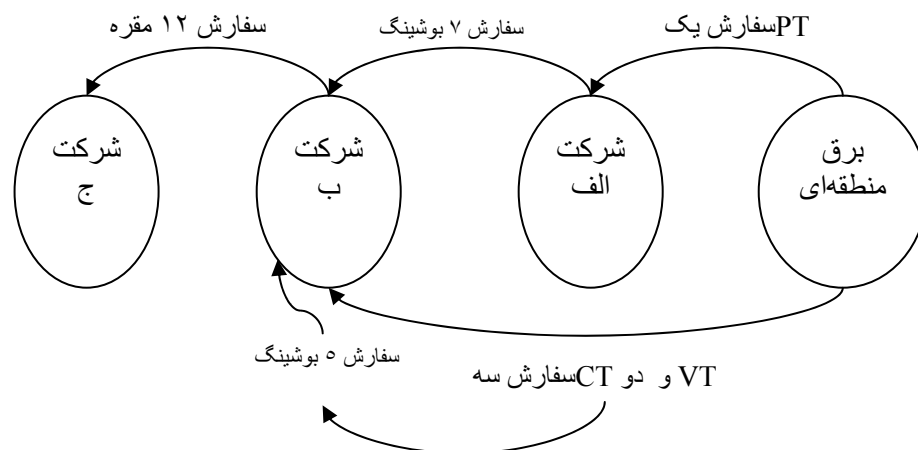 سفارش یک PT
سفارش ۷ بوشینگ
سفارش ۱۲ مقره
برق
منطقه‌ای
شرکت
الف
شرکت
ب
شرکت
ج
سفارش ۵ بوشینگ
سفارش سه CT و دو VT